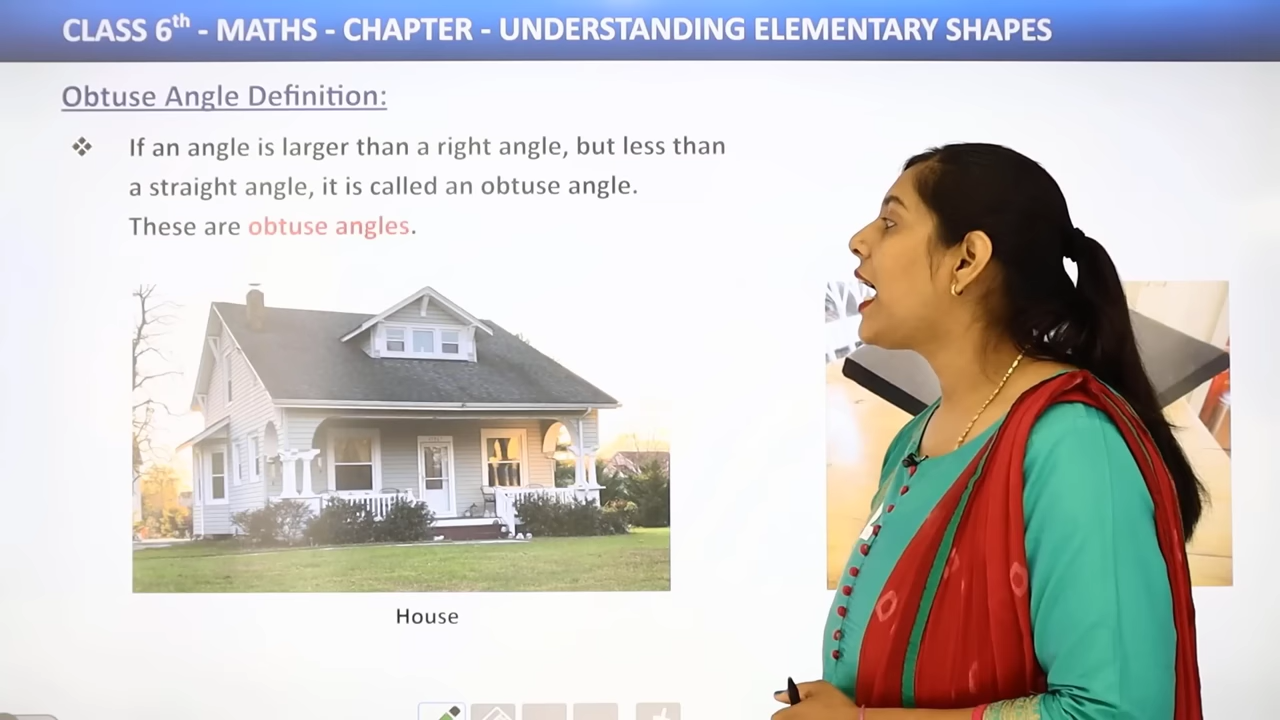 CLASS 6th - MATHS - CHAPTER - UNDERSTANDING ELEMENTARY SHAPES
Obtuse Angle Definition:
❖ If an angle is larger than a right angle, but less than
a straight angle, it is called an obtuse angle.
These are obtuse angles.
House